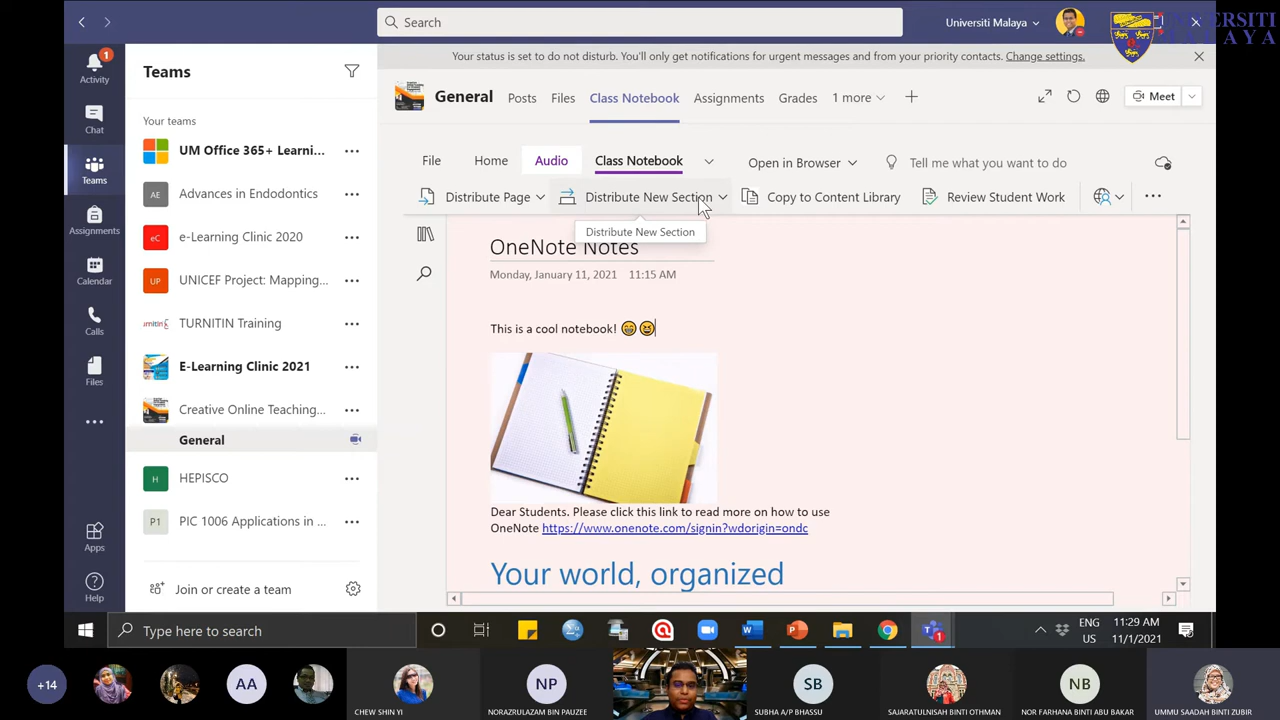 Search
Universiti Malaya
UNIVERSITI
MALAYA
Your status is set to do not disturb. You'll only get notifications for urgent messages and from your priority contacts. Change settings.
1
Activity
Chat
Teams
Assignments
Calendar
Calls
Files
Apps
Help
Teams
Your teams
UM Office 365+ Learni...
AE Advances in Endodontics
eC e-Learning Clinic 2020
UP UNICEF Project: Mapping...
TURNITIN Training
E-Learning Clinic 2021
Creative Online Teaching...
General
H HEPISCO
P1 PIC 1006 Applications in ...
Join or create a team
General Posts Files Class Notebook Assignments Grades 1 more Meet
File Home Audio Class Notebook Open in Browser Tell me what you want to do
Distribute Page Distribute New Section Copy to Content Library Review Student Work
Distribute New Section
OneNote Notes
Monday, January 11, 2021 11:15 AM
This is a cool notebook! 😁😆
Dear Students. Please click this link to read more on how to use
OneNote https://www.onenote.com/signin?wdorigin=ondc
Your world, organized
Type here to search
ENG
US
11:29 AM
11/1/2021
+14
AA
CHEW SHIN YI
NP
NORAZRULAZAM BIN PAUZEE
SB
SUBHA A/P BHASSU
SAJARATULNISAH BINTI OTHMAN
NB
NOR FARHANA BINTI ABU BAKAR
UMMU SAADAH BINTI ZUBIR